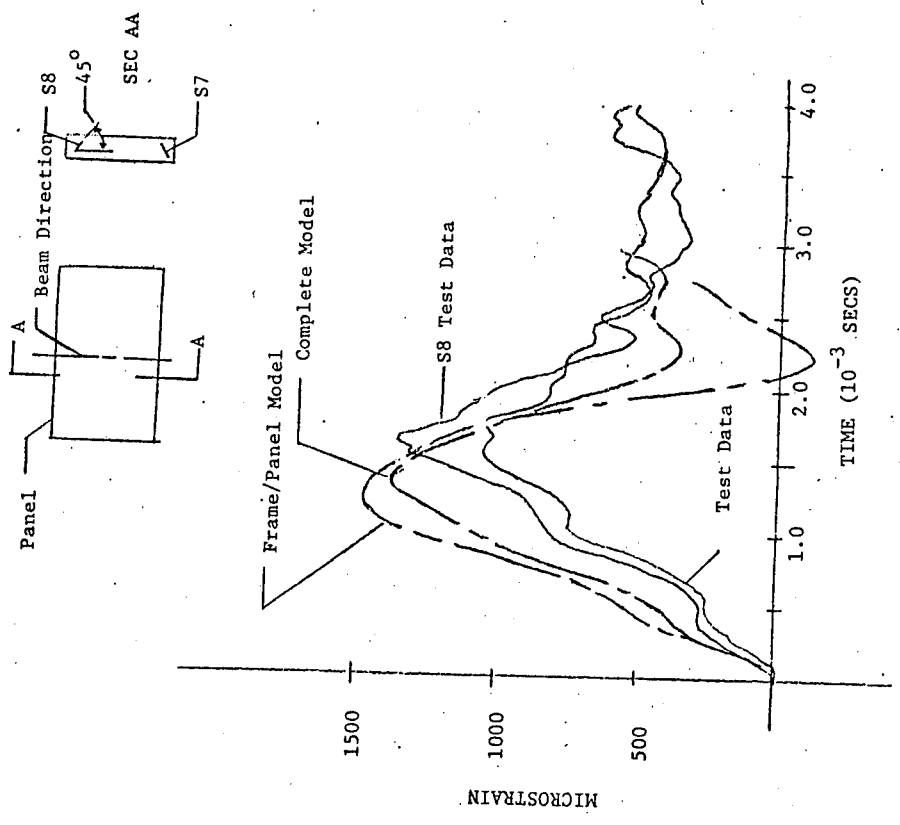 Panel
A
Beam Direction
A
S8
45°
SEC AA
S7
Frame/Panel Model
Complete Model
S8 Test Data
Test Data
MICROSTRAIN
1500
1000
500
1.0
2.0
3.0
4.0
TIME (10⁻³ SECS)